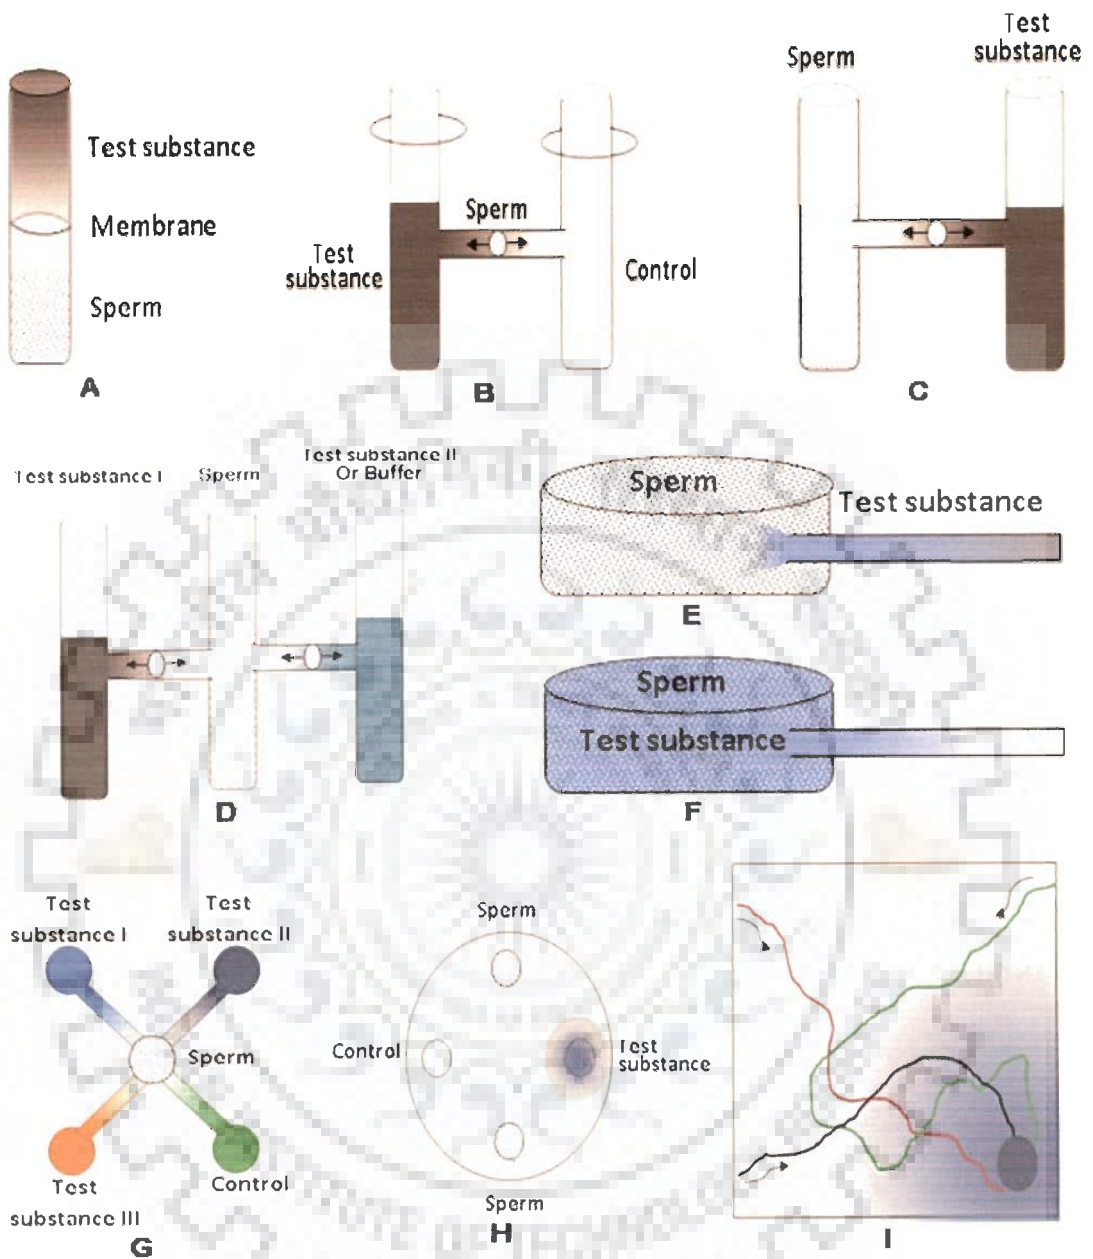 Test substance
Membrane
Sperm
A
Sperm
Test
substance
Control
B
Sperm
Test
substance
C
Test substance I
Sperm
Test substance II
Or Buffer
D
Sperm
Test substance
E
Sperm
Test substance
F
Test
substance I
Test
substance II
Sperm
Test
substance III
Control
G
Sperm
Control
Test
substance
Sperm
H
I